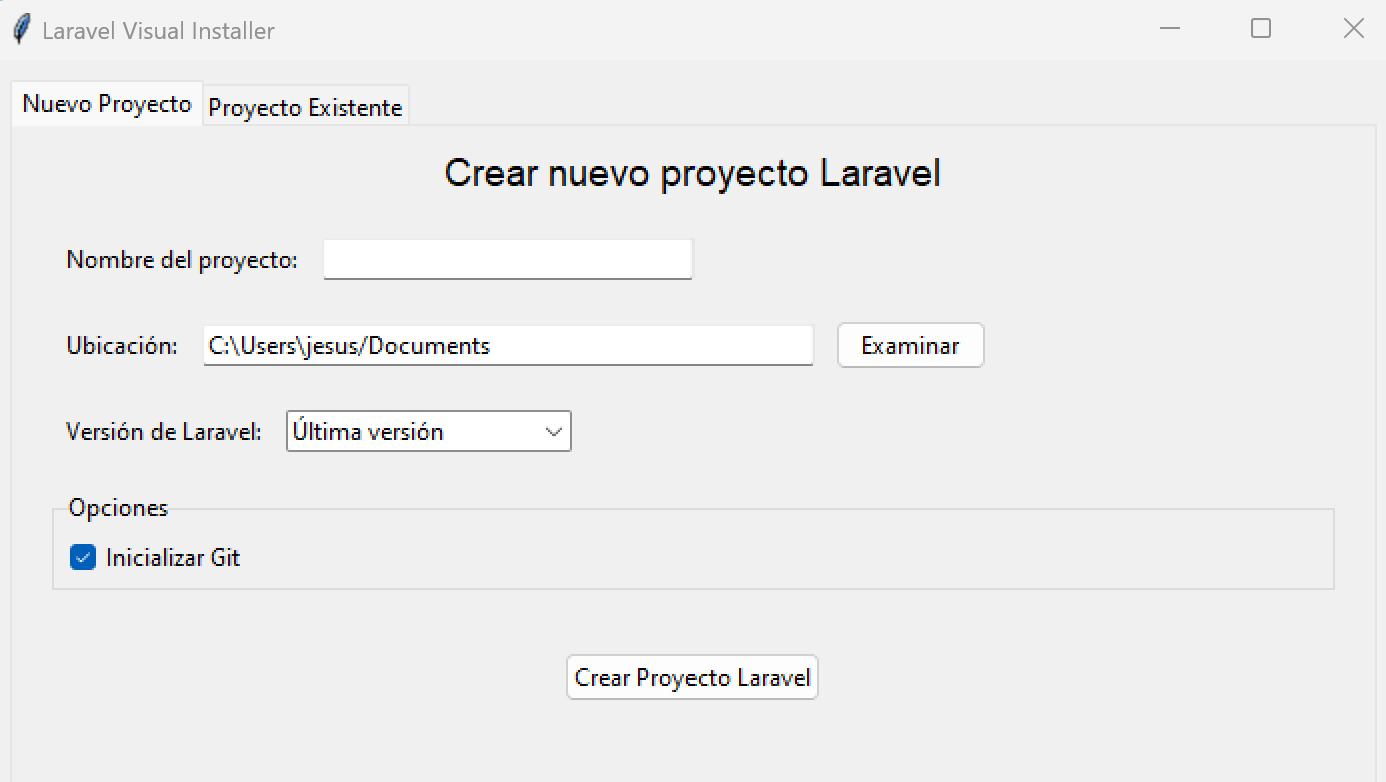 Laravel Visual Installer
Nuevo Proyecto Proyecto Existente
Crear nuevo proyecto Laravel
Nombre del proyecto:
Ubicación: C:\Users\jesus/Documents Examinar
Versión de Laravel: Última versión
Opciones
Inicializar Git
Crear Proyecto Laravel